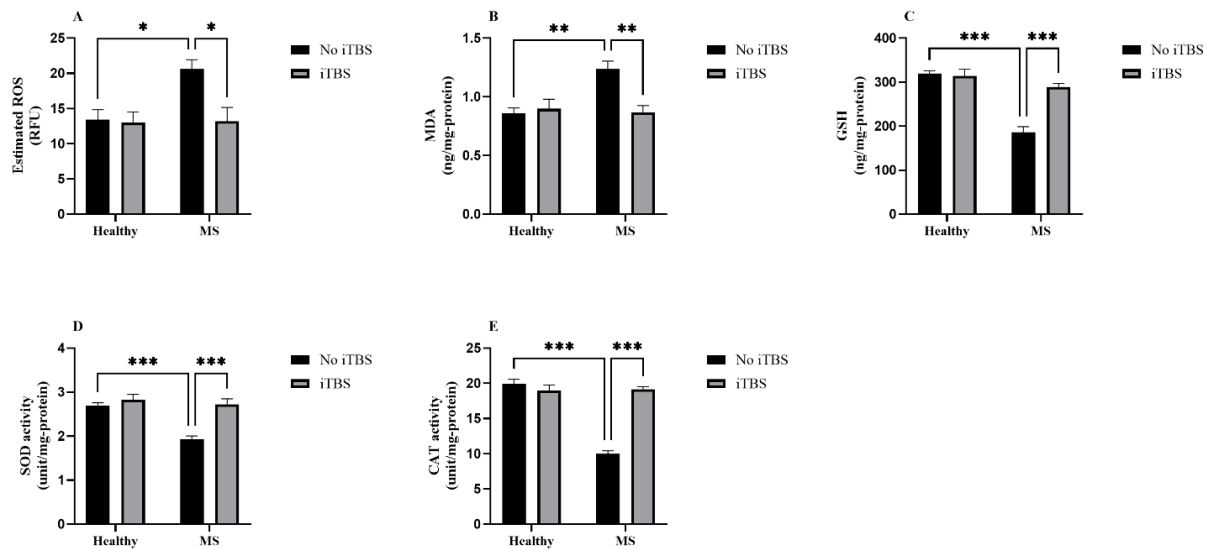 A
*
*
Estimated ROS
(RFU)
25
20
15
10
5
0
Healthy
MS
No iTBS
iTBS
B
**
**
MDA
(ng/mg-protein)
1.5
1.0
0.5
0.0
Healthy
MS
No iTBS
iTBS
C
***
***
GSH
(ng/mg-protein)
400
300
200
100
0
Healthy
MS
No iTBS
iTBS
D
***
***
SOD activity
(unit/mg-protein)
4
3
2
1
0
Healthy
MS
No iTBS
iTBS
E
***
***
CAT activity
(unit/mg-protein)
25
20
15
10
5
0
Healthy
MS
No iTBS
iTBS